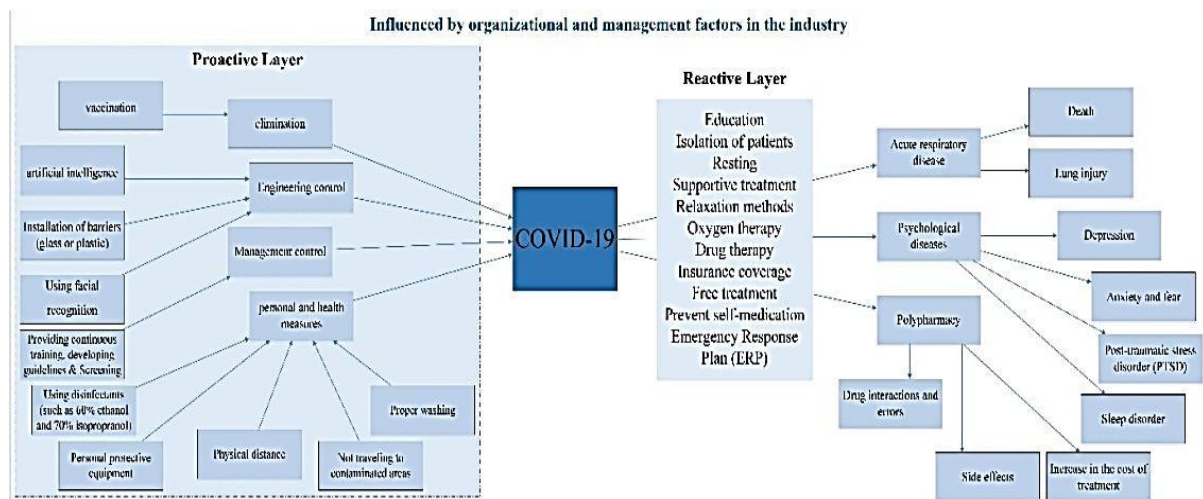 Influenced by organizational and management factors in the industry
Proactive Layer
vaccination
elimination
artificial intelligence
Engineering control
Installation of barriers
(glass or plastic)
Management control
Using facial
recognition
personal and health
measures
Providing continuous
training, developing
guidelines & Screening
Using disinfectants
(such as 60% ethanol
and 70% isopropanol)
Proper washing
Personal protective
equipment
Physical distance
Not traveling to
contaminated areas
COVID-19
Reactive Layer
Education
Isolation of patients
Resting
Supportive treatment
Relaxation methods
Oxygen therapy
Drug therapy
Insurance coverage
Free treatment
Prevent self-medication
Emergency Response
Plan (ERP)
Acute respiratory
disease
Death
Lung injury
Psychological
diseases
Depression
Anxiety and fear
Post-traumatic stress
disorder (PTSD)
Sleep disorder
Polypharmacy
Drug interactions and
errors
Side effects
Increase in the cost of
treatment